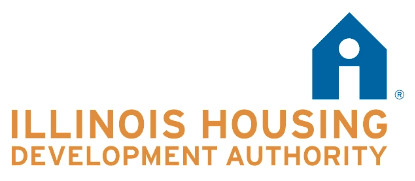 ®
ILLINOIS HOUSING
DEVELOPMENT AUTHORITY